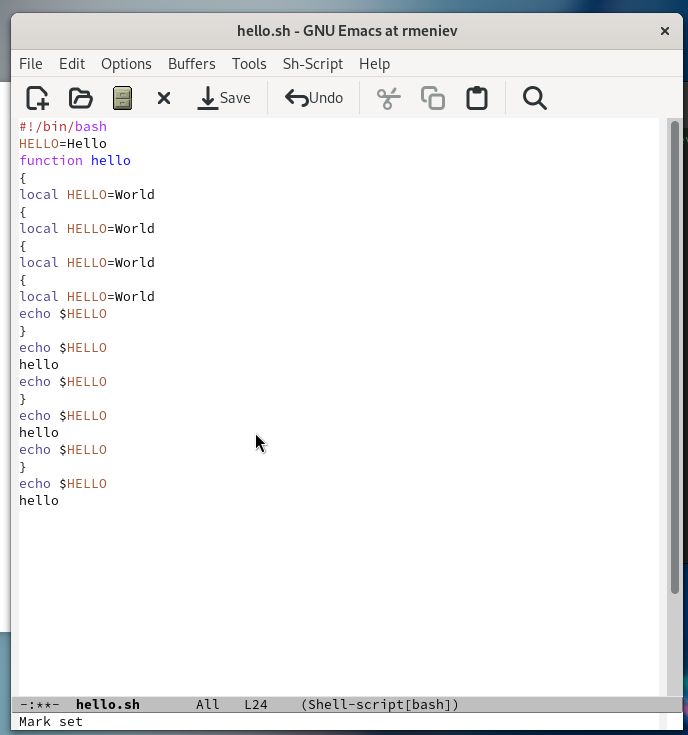 hello.sh - GNU Emacs at rmeniev
File Edit Options Buffers Tools Sh-Script Help
Save Undo
#!/bin/bash
HELLO=Hello
function hello
{
local HELLO=World
{
local HELLO=World
{
local HELLO=World
{
local HELLO=World
echo $HELLO
}
echo $HELLO
hello
echo $HELLO
}
echo $HELLO
hello
echo $HELLO
}
echo $HELLO
hello
-:**- hello.sh All L24 (Shell-script[bash])
Mark set